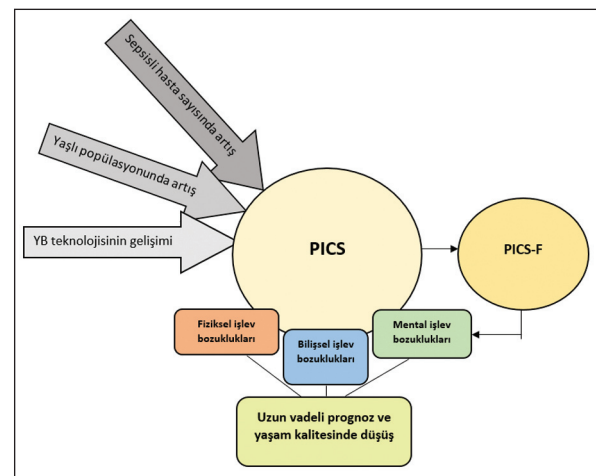 Sepsisli hasta sayısında artış
Yaşlı popülasyonunda artış
YB teknolojisinin gelişimi
PICS
PICS-F
Fiziksel işlev
bozuklukları
Bilişsel işlev
bozuklukları
Mental işlev
bozuklukları
Uzun vadeli prognoz ve
yaşam kalitesinde düşüş